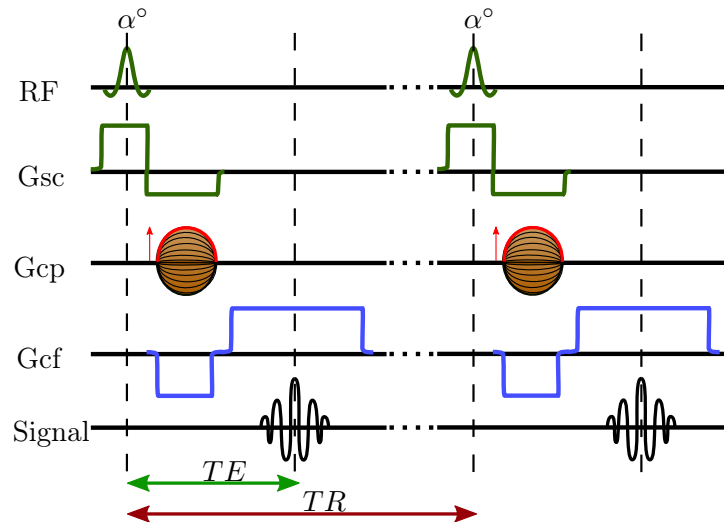 α° α°
RF
Gsc
Gcp
Gcf
Signal
TE
TR